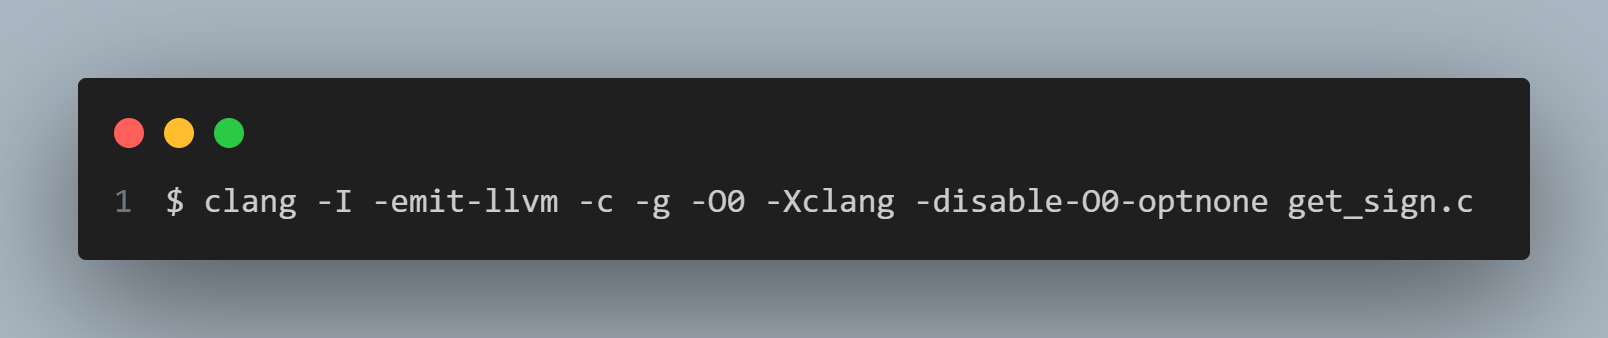 1 $ clang -I -emit-llvm -c -g -O0 -Xclang -disable-O0-optnone get_sign.c